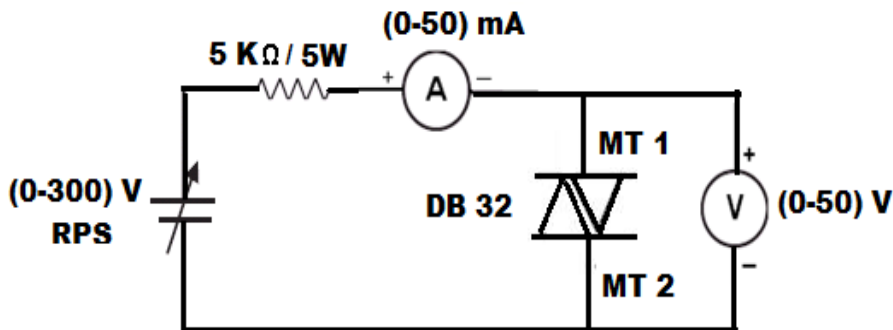 (0-50) mA
5 KΩ / 5W
+ A −
MT 1
+
(0-300) V
DB 32
V (0-50) V
RPS
−
MT 2